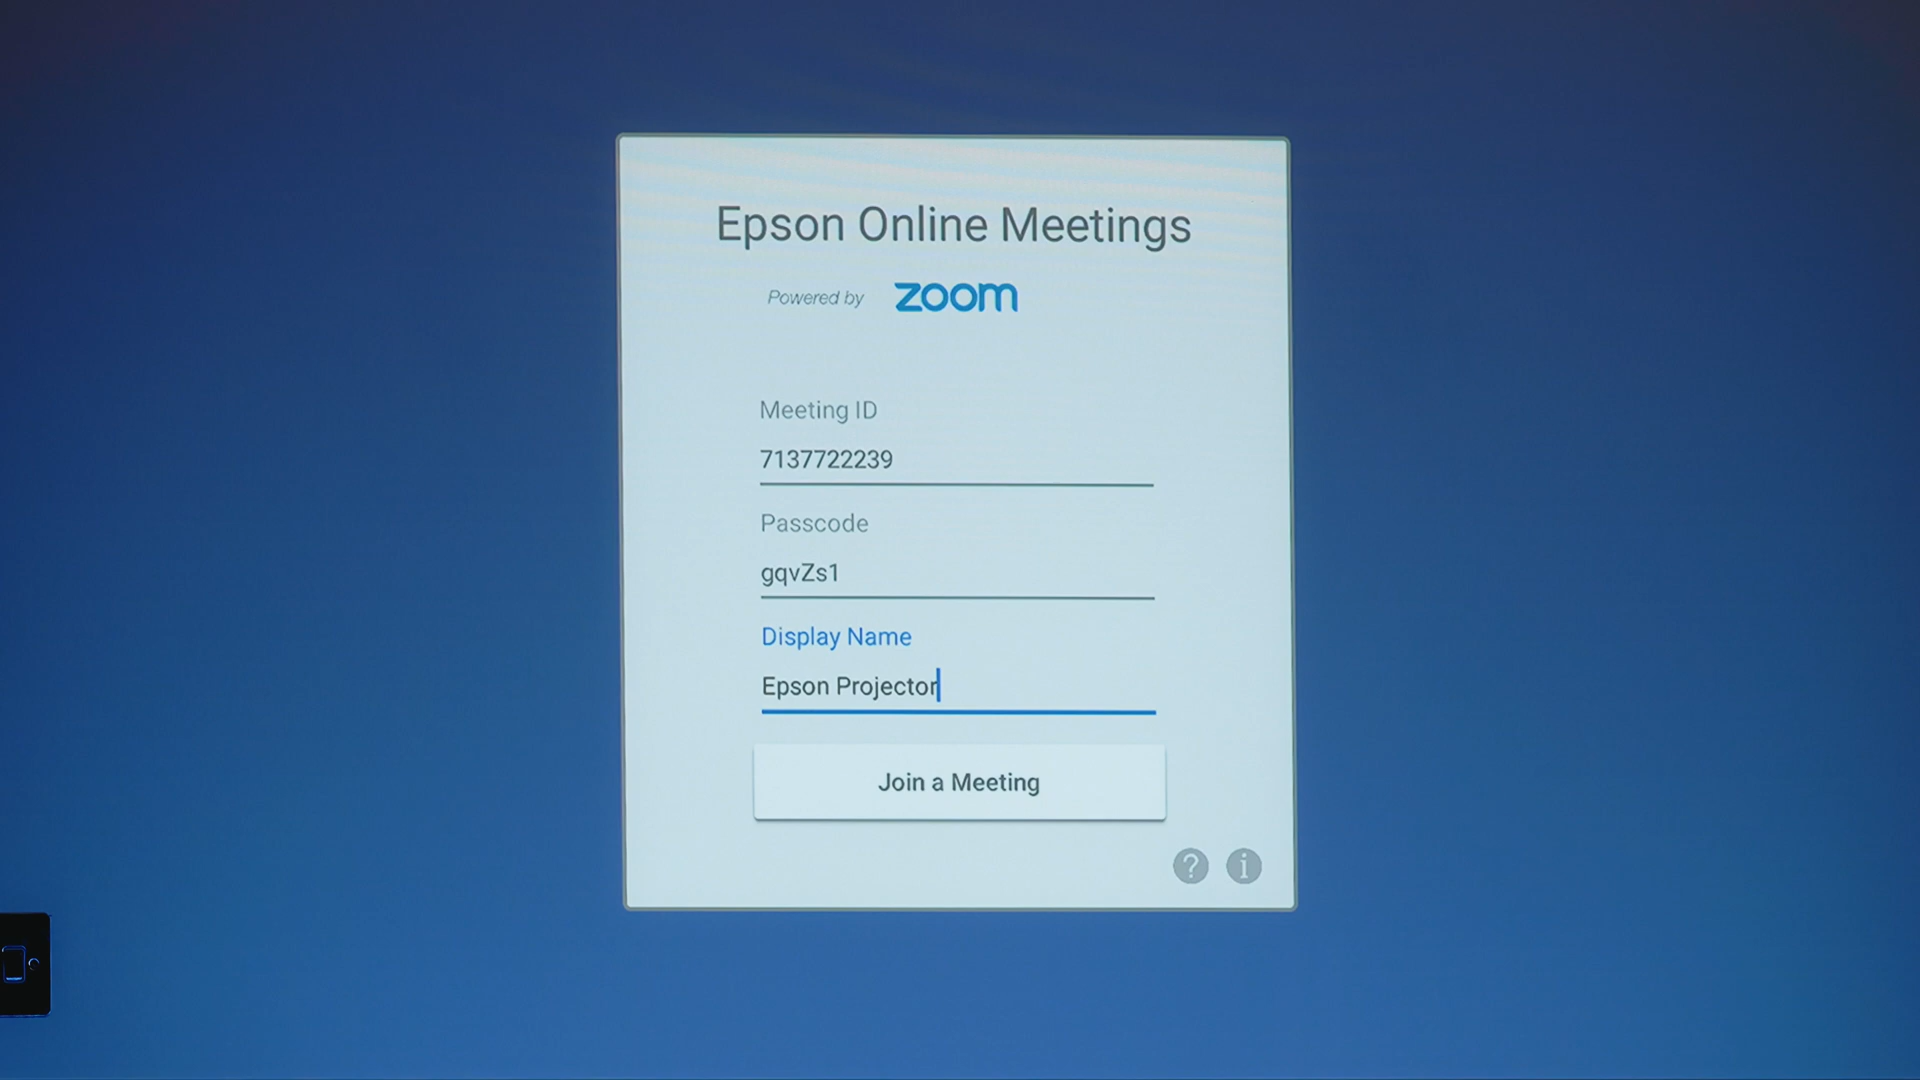 Epson Online Meetings
Powered by zoom
Meeting ID
7137722239
Passcode
gqvZs1
Display Name
Epson Projector
Join a Meeting
?
i